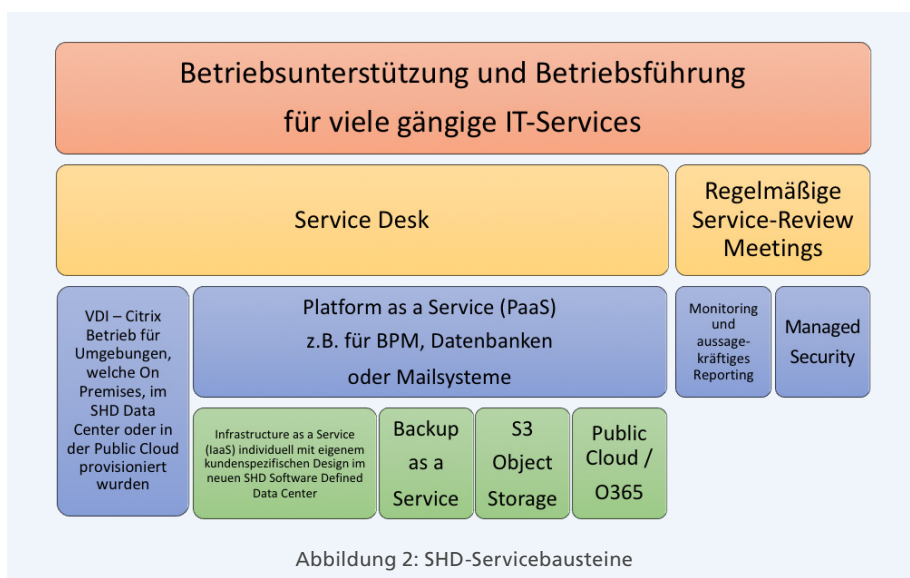 Betriebsunterstützung und Betriebsführung
für viele gängige IT-Services
Service Desk
Regelmäßige
Service-Review
Meetings
VDI – Citrix
Betrieb für
Umgebungen,
welche On
Premises, im
SHD Data
Center oder in
der Public Cloud
provisioniert
wurden
Platform as a Service (PaaS)
z.B. für BPM, Datenbanken
oder Mailsysteme
Monitoring
und
aussage-
kräftiges
Reporting
Managed
Security
Infrastructure as a Service
(IaaS) individuell mit eigenem
kundenspezifischen Design im
neuen SHD Software Defined
Data Center
Backup
as a
Service
S3
Object
Storage
Public
Cloud /
O365
Abbildung 2: SHD-Servicebausteine